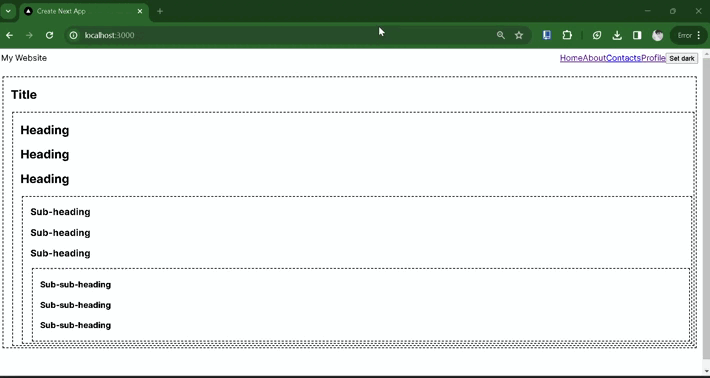 Create Next App
localhost:3000
Error
My Website
HomeAboutContactsProfile Set dark
Title
Heading
Heading
Heading
Sub-heading
Sub-heading
Sub-heading
Sub-sub-heading
Sub-sub-heading
Sub-sub-heading